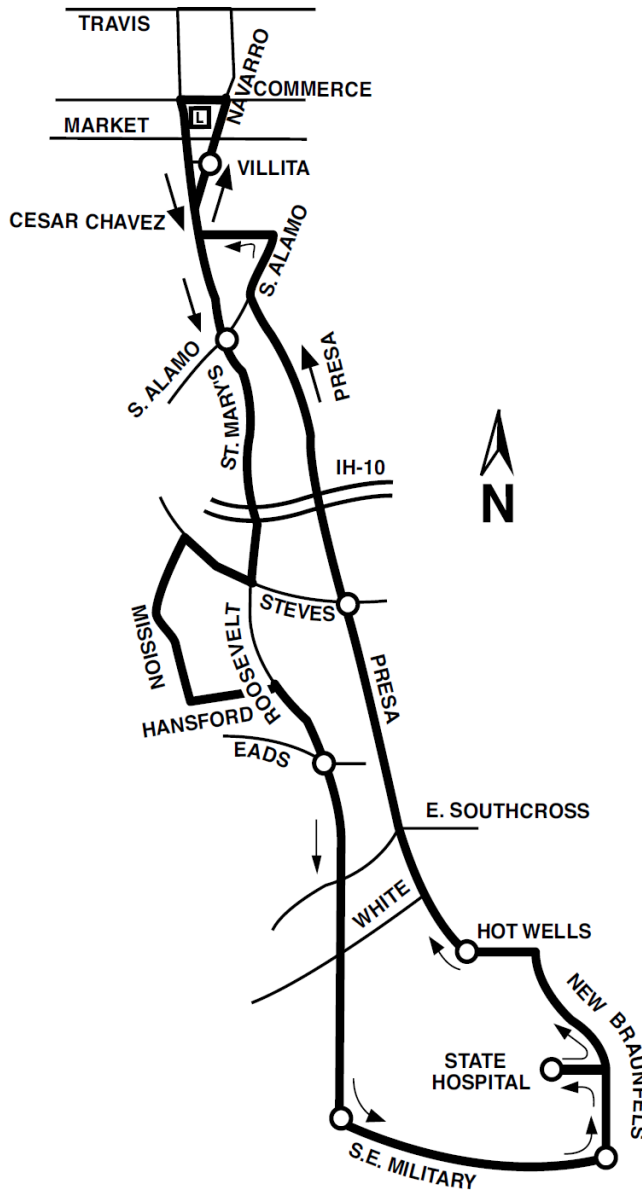 TRAVIS
NAVARRO
COMMERCE
L
MARKET
VILLITA
CESAR CHAVEZ
S. ALAMO
S. ALAMO
ST. MARY'S
PRESA
IH-10
N
STEVES
MISSION
ROOSEVELT
PRESA
HANSFORD
EADS
E. SOUTHCROSS
WHITE
HOT WELLS
NEW BRAUNFELS
STATE
HOSPITAL
S.E. MILITARY